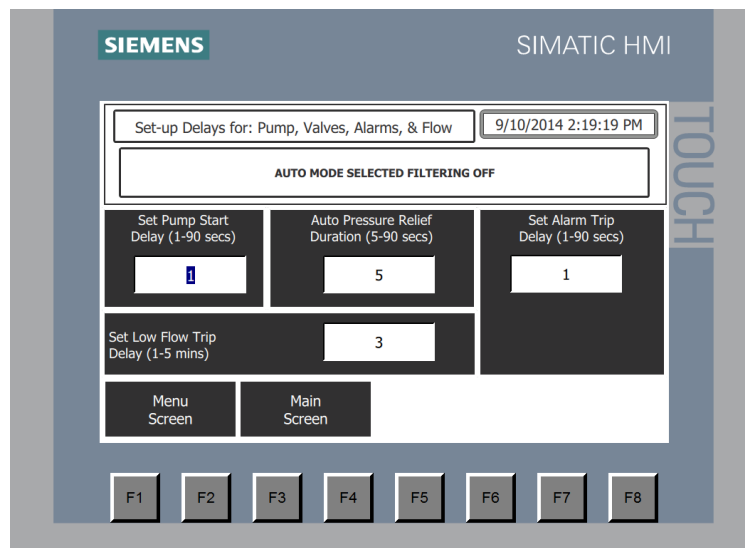 SIEMENS
SIMATIC HMI
TOUCH
Set-up Delays for: Pump, Valves, Alarms, & Flow
9/10/2014 2:19:19 PM
AUTO MODE SELECTED FILTERING OFF
Set Pump Start
Delay (1-90 secs)
1
Auto Pressure Relief
Duration (5-90 secs)
5
Set Alarm Trip
Delay (1-90 secs)
1
Set Low Flow Trip
Delay (1-5 mins)
3
Menu
Screen
Main
Screen
F1
F2
F3
F4
F5
F6
F7
F8